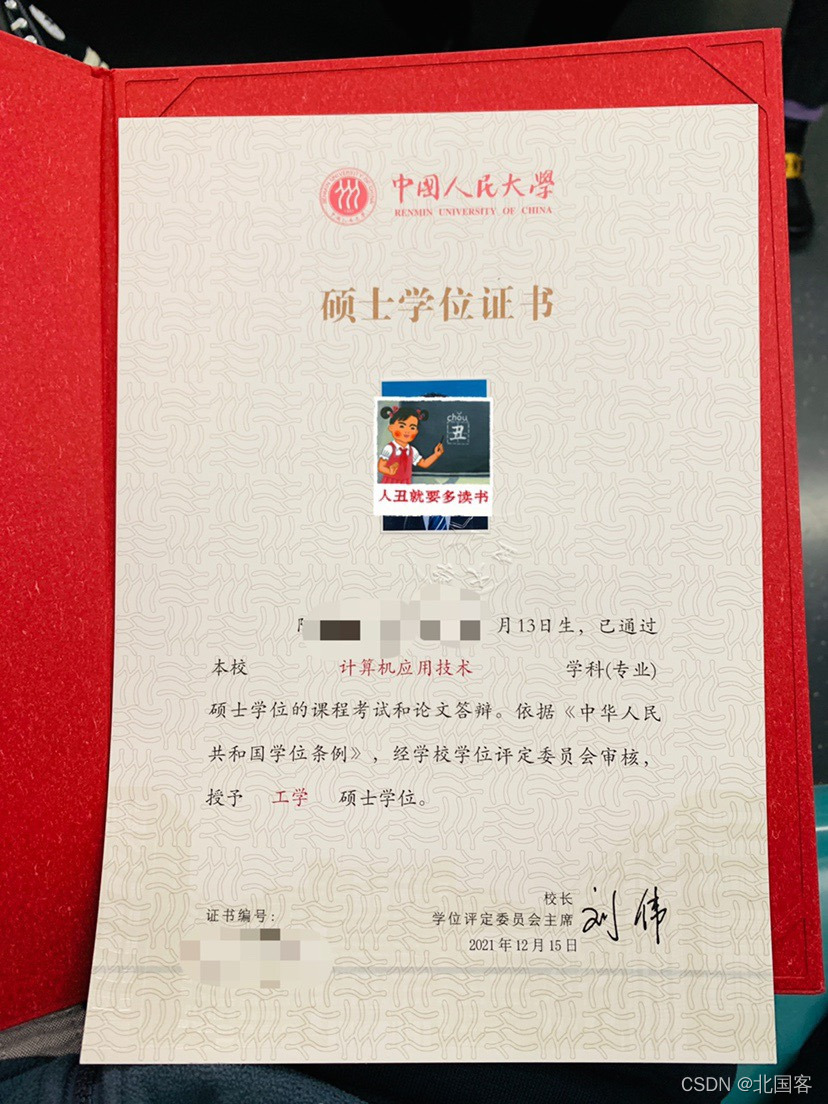 中國人民大學
RENMIN UNIVERSITY OF CHINA
硕士学位证书
chǒu
丑
人丑就要多读书
月13日生，已通过
本校 计算机应用技术 学科(专业)
硕士学位的课程考试和论文答辩。依据《中华人民
共和国学位条例》，经学校学位评定委员会审核，
授予 工学 硕士学位。
校长
证书编号： 学位评定委员会主席 刘伟
2021年12月15日
CSDN @北国客